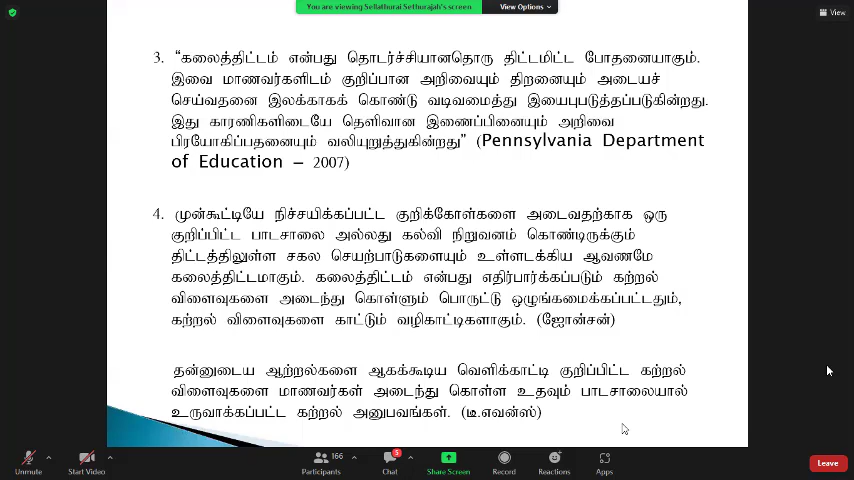 You are viewing Sellathurai Sethurajah's screen
View Options
View
3. “கலைத்திட்டம் என்பது தொடர்ச்சியானதொரு திட்டமிட்ட போதனையாகும்.
இவை மாணவர்களிடம் குறிப்பான அறிவையும் திறனையும் அடையச்
செய்வதனை இலக்காகக் கொண்டு வடிவமைத்து இயைபுபடுத்தப்படுகின்றது.
இது காரணிகளிடையே தெளிவான இணைப்பினையும் அறிவை
பிரயோகிப்பதனையும் வலியுறுத்துகின்றது” (Pennsylvania Department
of Education – 2007)
4. முன்கூட்டியே நிச்சயிக்கப்பட்ட குறிக்கோள்களை அடைவதற்காக ஒரு
குறிப்பிட்ட பாடசாலை அல்லது கல்வி நிறுவனம் கொண்டிருக்கும்
திட்டத்திலுள்ள சகல செயற்பாடுகளையும் உள்ளடக்கிய ஆவணமே
கலைத்திட்டமாகும். கலைத்திட்டம் என்பது எதிர்பார்க்கப்படும் கற்றல்
விளைவுகளை அடைந்து கொள்ளும் பொருட்டு ஒழுங்கமைக்கப்பட்டதும்,
கற்றல் விளைவுகளை காட்டும் வழிகாட்டிகளாகும். (ஜோன்சன்)
தன்னுடைய ஆற்றல்களை ஆகக்கூடிய வெளிக்காட்டி குறிப்பிட்ட கற்றல்
விளைவுகளை மாணவர்கள் அடைந்து கொள்ள உதவும் பாடசாலையால்
உருவாக்கப்பட்ட கற்றல் அனுபவங்கள். (டீ.எவன்ஸ்)
Unmute
Start Video
166
Participants
5
Chat
Share Screen
Record
Reactions
Apps
Leave